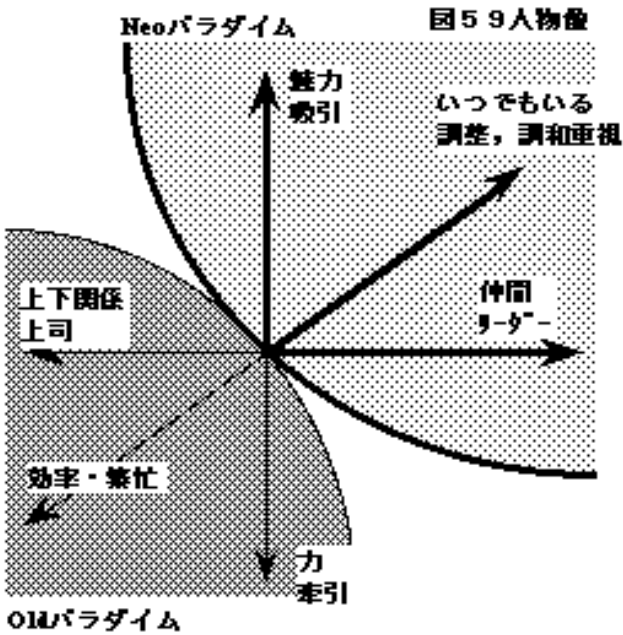 Neoパラダイム
図59人物像
魅力
吸引
いつでもいる
調整，調和重視
上下関係
上司
仲間
ﾘｰﾀﾞｰ
効率・繁忙
力
牽引
Oldパラダイム